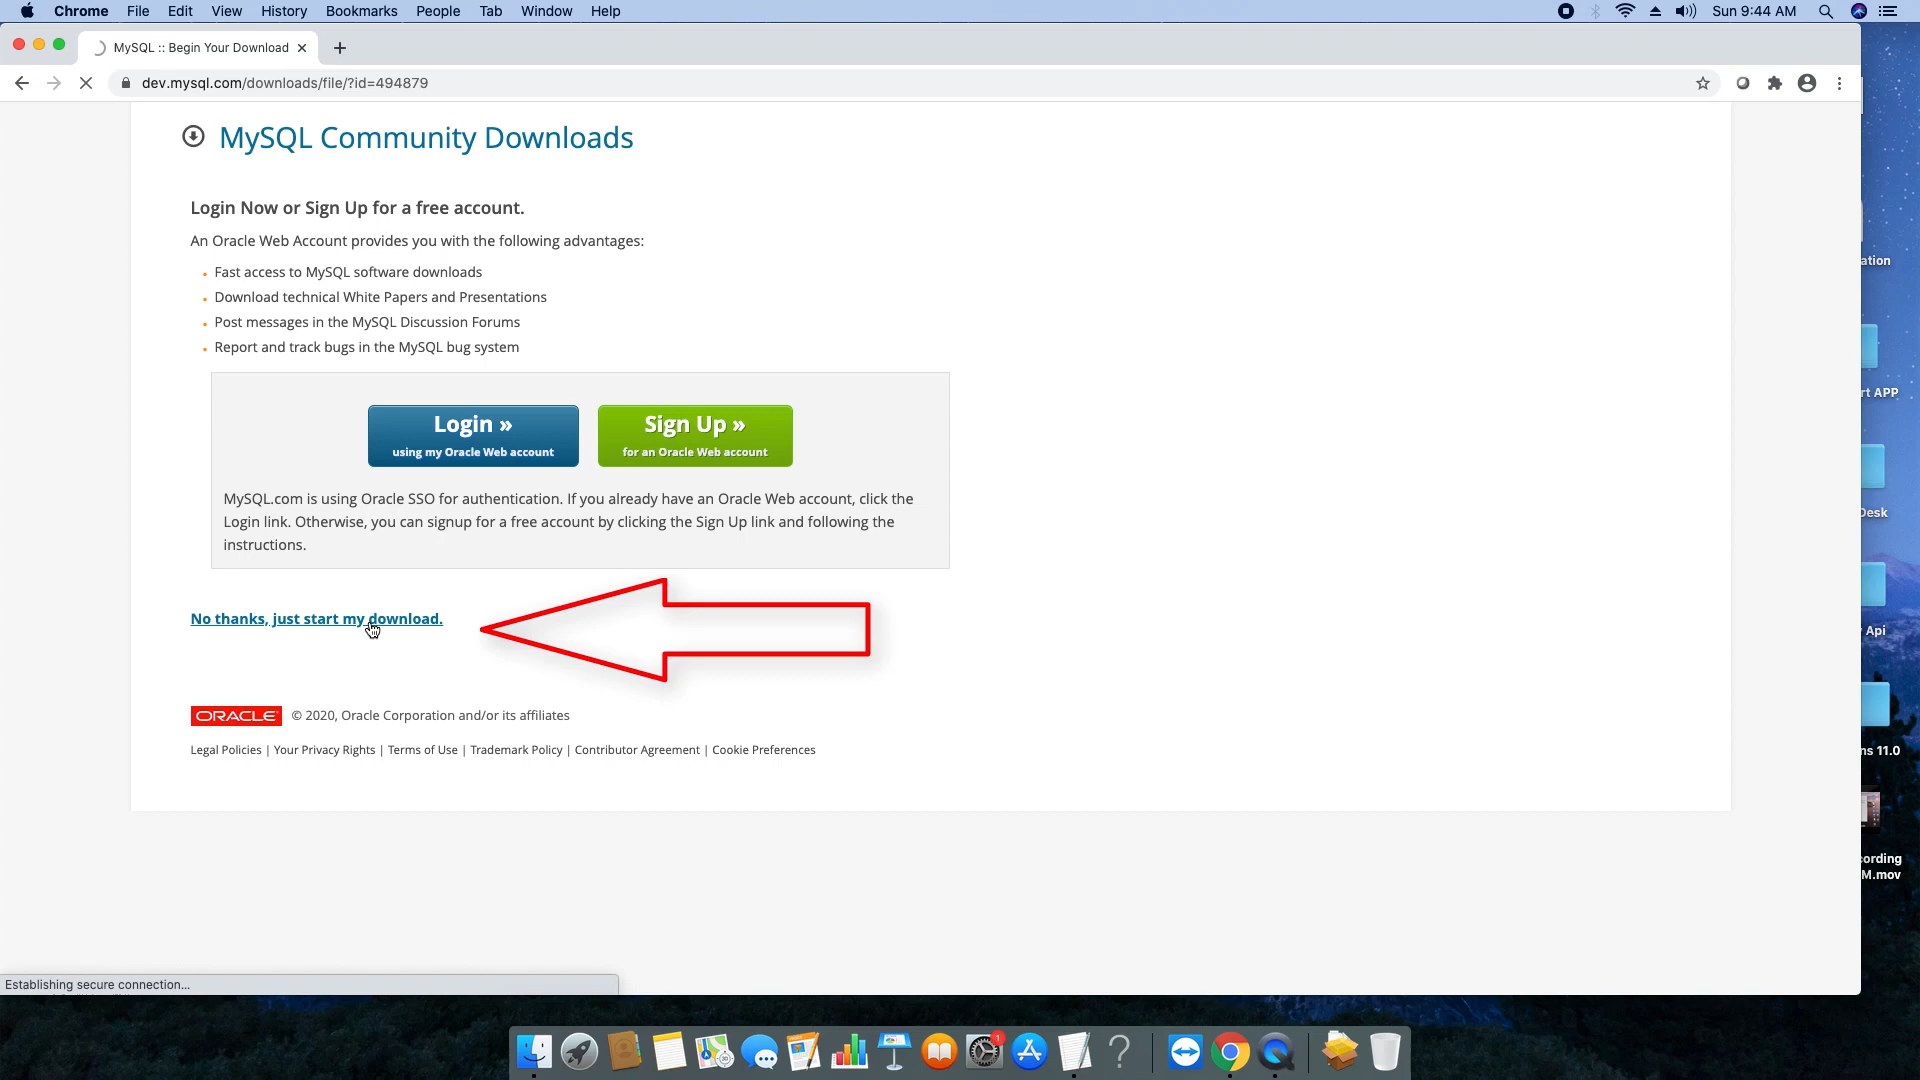 Chrome File Edit View History Bookmarks People Tab Window Help Sun 9:44 AM
MySQL :: Begin Your Download
dev.mysql.com/downloads/file/?id=494879
MySQL Community Downloads
Login Now or Sign Up for a free account.
An Oracle Web Account provides you with the following advantages:
Fast access to MySQL software downloads
Download technical White Papers and Presentations
Post messages in the MySQL Discussion Forums
Report and track bugs in the MySQL bug system
Login » Sign Up »
using my Oracle Web account for an Oracle Web account
MySQL.com is using Oracle SSO for authentication. If you already have an Oracle Web account, click the
Login link. Otherwise, you can signup for a free account by clicking the Sign Up link and following the
instructions.
No thanks, just start my download.
ORACLE © 2020, Oracle Corporation and/or its affiliates
Legal Policies | Your Privacy Rights | Terms of Use | Trademark Policy | Contributor Agreement | Cookie Preferences
Establishing secure connection...
ation
rt APP
Desk
Api
ns 11.0
cording
M.mov
1